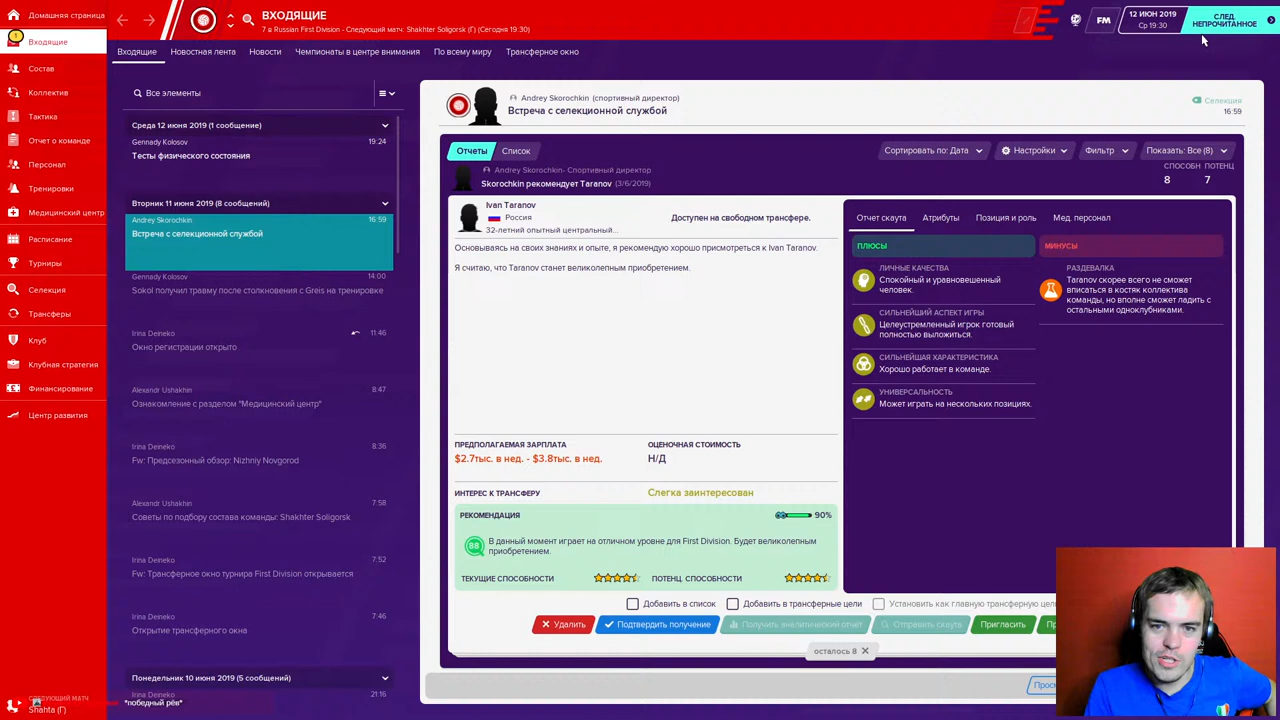 Домашняя страница
Входящие
Состав
Коллектив
Тактика
Отчет о команде
Персонал
Тренировки
Медицинский центр
Расписание
Турниры
Селекция
Трансферы
Клуб
Клубная стратегия
Финансирование
Центр развития
СЛЕДУЮЩИЙ МАТЧ
Shahta (Г)
ВХОДЯЩИЕ
7 в Russian First Division - Следующий матч: Shakhter Soligorsk (Г) (Сегодня 19:30)
FM
12 ИЮН 2019
Ср 19:30
СЛЕД.
НЕПРОЧИТАННОЕ
Входящие
Новостная лента
Новости
Чемпионаты в центре внимания
По всему миру
Трансферное окно
Все элементы
Среда 12 июня 2019 (1 сообщение)
Gennady Kolosov 19:24
Тесты физического состояния
Вторник 11 июня 2019 (8 сообщений)
Andrey Skorochkin 16:59
Встреча с селекционной службой
Gennady Kolosov 14:00
Sokol получил травму после столкновения с Greis на тренировке
Irina Deineko 11:46
Окно регистрации открыто
Alexandr Ushakhin 8:47
Ознакомление с разделом "Медицинский центр"
Irina Deineko 8:36
Fw: Предсезонный обзор: Nizhniy Novgorod
Alexandr Ushakhin 7:58
Советы по подбору состава команды: Shakhter Soligorsk
Irina Deineko 7:52
Fw: Трансферное окно турнира First Division открывается
Irina Deineko 7:46
Открытие трансферного окна
Понедельник 10 июня 2019 (5 сообщений)
Irina Deineko 21:16
*победный рёв*
Andrey Skorochkin (спортивный директор)
Встреча с селекционной службой
Селекция
16:59
Отчеты
Список
Сортировать по: Дата
Настройки
Фильтр
Показать: Все (8)
Andrey Skorochkin- Спортивный директор
Skorochkin рекомендует Taranov (3/6/2019)
СПОСОБН ПОТЕНЦ
8 7
Ivan Taranov
Россия
32-летний опытный центральный...
Доступен на свободном трансфере.
Основываясь на своих знаниях и опыте, я рекомендую хорошо присмотреться к Ivan Taranov.
Я считаю, что Taranov станет великолепным приобретением.
ПРЕДПОЛАГАЕМАЯ ЗАРПЛАТА
$2.7тыс. в нед. - $3.8тыс. в нед.
ОЦЕНОЧНАЯ СТОИМОСТЬ
Н/Д
ИНТЕРЕС К ТРАНСФЕРУ
Слегка заинтересован
РЕКОМЕНДАЦИЯ
90%
88
В данный момент играет на отличном уровне для First Division. Будет великолепным
приобретением.
ТЕКУЩИЕ СПОСОБНОСТИ
ПОТЕНЦ. СПОСОБНОСТИ
Отчет скаута
Атрибуты
Позиция и роль
Мед. персонал
ПЛЮСЫ
ЛИЧНЫЕ КАЧЕСТВА
Спокойный и уравновешенный
человек.
СИЛЬНЕЙШИЙ АСПЕКТ ИГРЫ
Целеустремленный игрок готовый
полностью выложиться.
СИЛЬНЕЙШАЯ ХАРАКТЕРИСТИКА
Хорошо работает в команде.
УНИВЕРСАЛЬНОСТЬ
Может играть на нескольких позициях.
МИНУСЫ
РАЗДЕВАЛКА
Taranov скорее всего не сможет
вписаться в костяк коллектива
команды, но вполне сможет ладить с
остальными одноклубниками.
Добавить в список
Добавить в трансферные цели
Установить как главную трансферную цель
Удалить
Подтвердить получение
Получить аналитический отчет
Отправить скаута
Пригласить
осталось 8